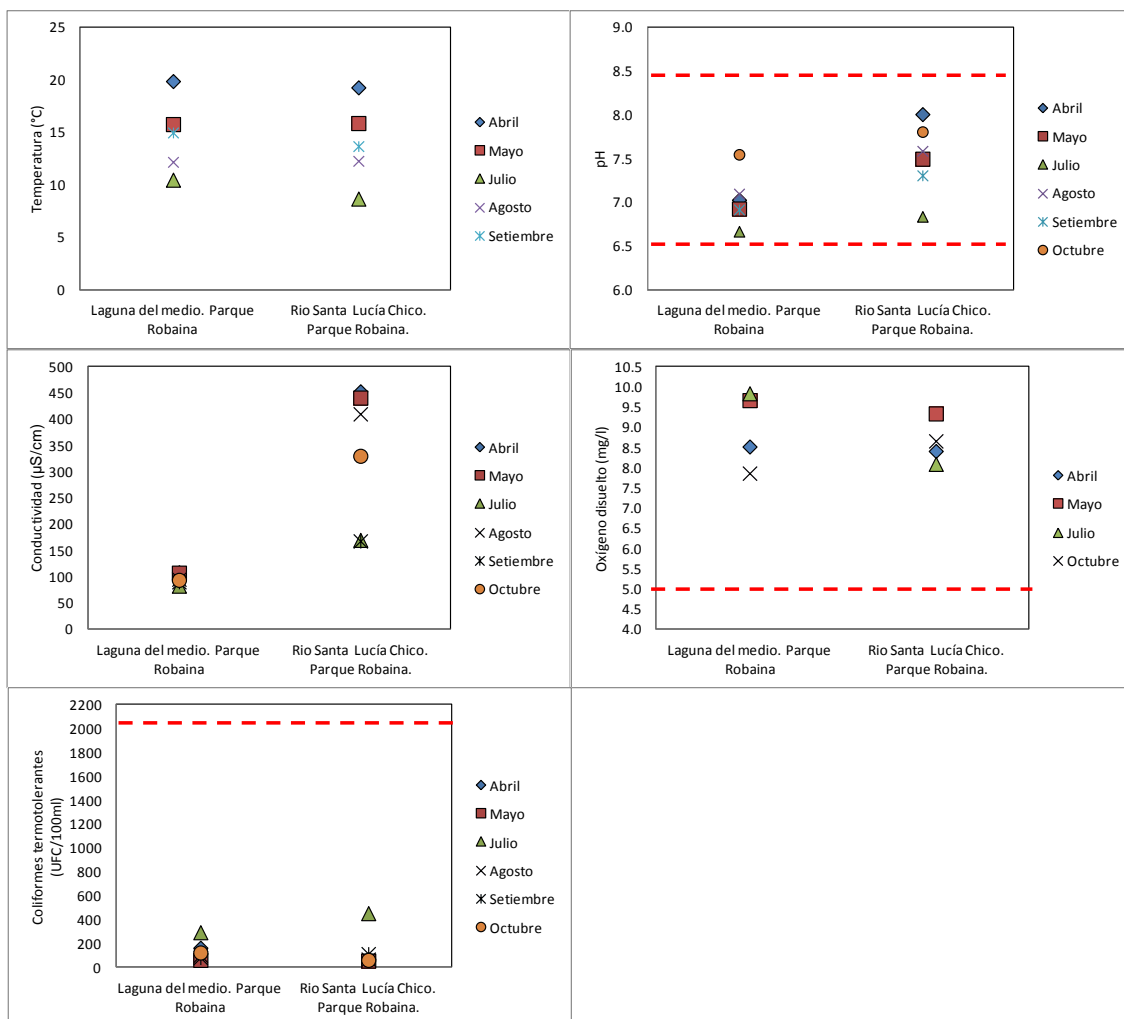 Temperatura (°C)
25
20
15
10
5
0
Laguna del medio. Parque
Robaina
Rio Santa Lucía Chico.
Parque Robaina.
Abril
Mayo
Julio
Agosto
Setiembre
pH
9.0
8.5
8.0
7.5
7.0
6.5
6.0
Laguna del medio. Parque
Robaina
Rio Santa Lucía Chico.
Parque Robaina.
Abril
Mayo
Julio
Agosto
Setiembre
Octubre
Conductividad (µS/cm)
500
450
400
350
300
250
200
150
100
50
0
Laguna del medio. Parque
Robaina
Rio Santa Lucía Chico.
Parque Robaina.
Abril
Mayo
Julio
Agosto
Setiembre
Octubre
Oxígeno disuelto (mg/l)
10.5
10.0
9.5
9.0
8.5
8.0
7.5
7.0
6.5
6.0
5.5
5.0
4.5
4.0
Laguna del medio. Parque
Robaina
Rio Santa Lucía Chico.
Parque Robaina.
Abril
Mayo
Julio
Octubre
Coliformes termotolerantes
(UFC/100ml)
2200
2000
1800
1600
1400
1200
1000
800
600
400
200
0
Laguna del medio. Parque
Robaina
Rio Santa Lucía Chico.
Parque Robaina.
Abril
Mayo
Julio
Agosto
Setiembre
Octubre